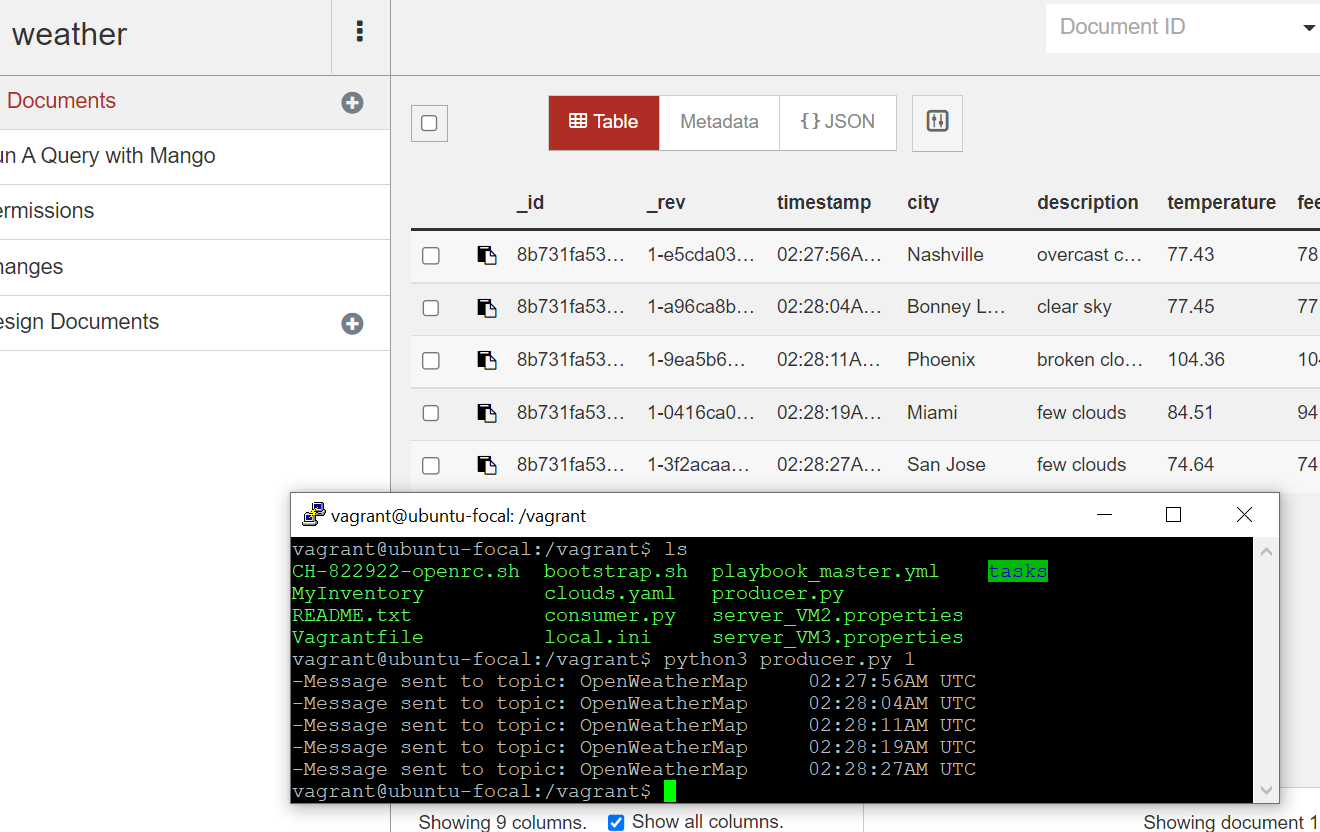 weather
Document ID
Documents
un A Query with Mango
ermissions
hanges
esign Documents
Table
Metadata
{} JSON
_id _rev timestamp city description temperature fee
8b731fa53... 1-e5cda03... 02:27:56A... Nashville overcast c... 77.43 78
8b731fa53... 1-a96ca8b... 02:28:04A... Bonney L... clear sky 77.45 77
8b731fa53... 1-9ea5b6... 02:28:11A... Phoenix broken clo... 104.36 10
8b731fa53... 1-0416ca0... 02:28:19A... Miami few clouds 84.51 94
8b731fa53... 1-3f2acaa... 02:28:27A... San Jose few clouds 74.64 74
vagrant@ubuntu-focal: /vagrant
vagrant@ubuntu-focal:/vagrant$ ls
CH-822922-openrc.sh bootstrap.sh playbook_master.yml tasks
MyInventory clouds.yaml producer.py
README.txt consumer.py server_VM2.properties
Vagrantfile local.ini server_VM3.properties
vagrant@ubuntu-focal:/vagrant$ python3 producer.py 1
-Message sent to topic: OpenWeatherMap 02:27:56AM UTC
-Message sent to topic: OpenWeatherMap 02:28:04AM UTC
-Message sent to topic: OpenWeatherMap 02:28:11AM UTC
-Message sent to topic: OpenWeatherMap 02:28:19AM UTC
-Message sent to topic: OpenWeatherMap 02:28:27AM UTC
vagrant@ubuntu-focal:/vagrant$
Showing 9 columns.
Show all columns.
Showing document 1